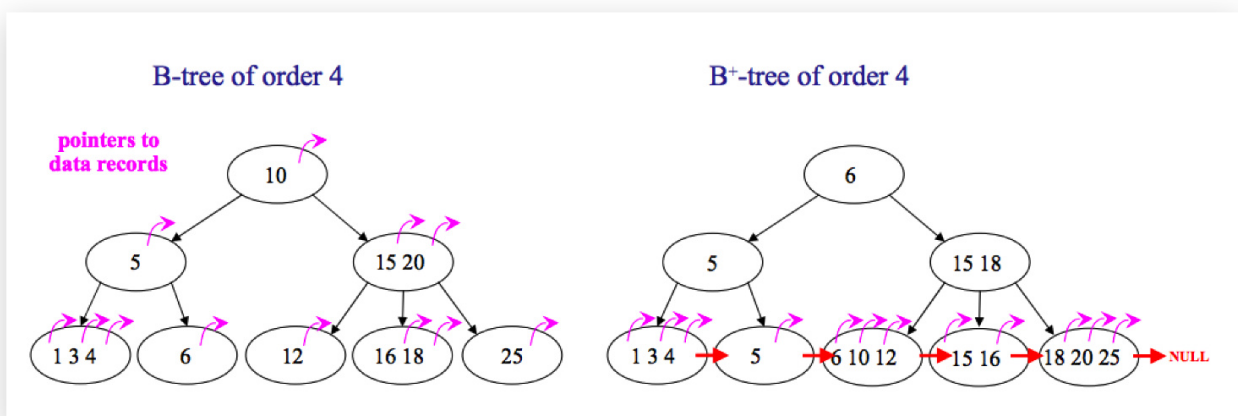 B-tree of order 4
B+-tree of order 4
pointers to
data records
10
6
5
15 20
5
15 18
1 3 4
6
12
16 18
25
1 3 4
5
6 10 12
15 16
18 20 25
NULL